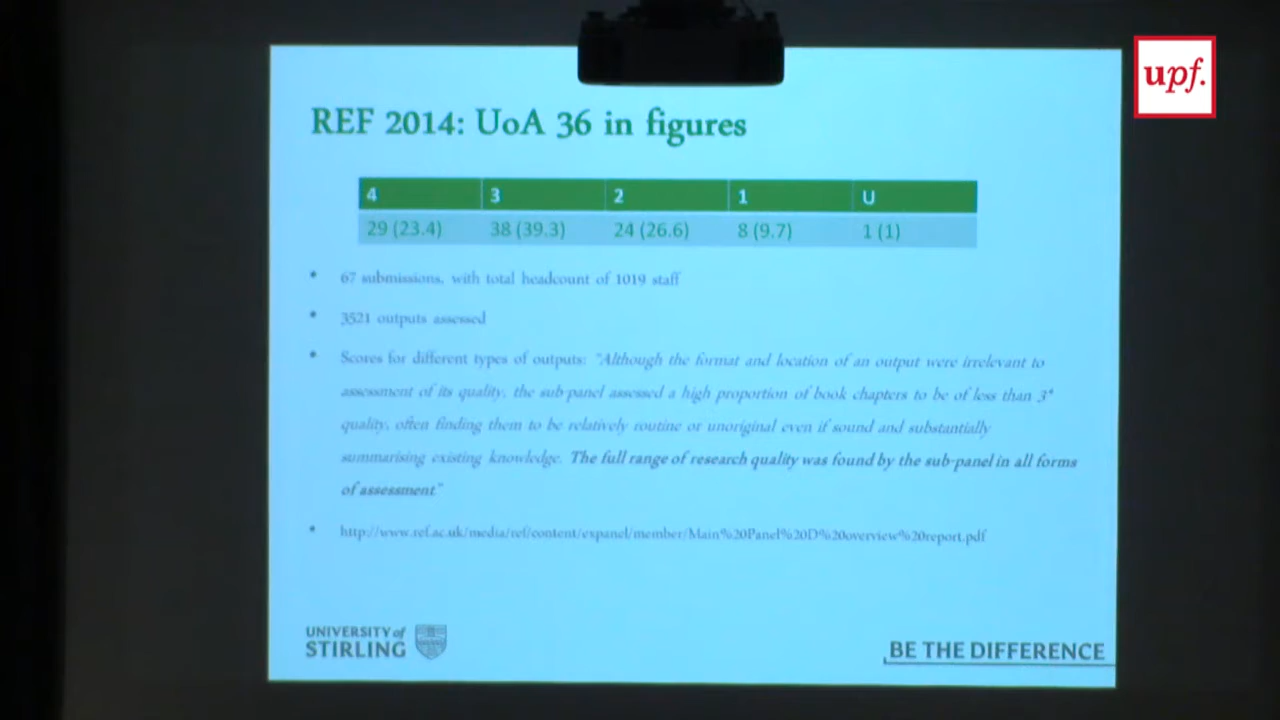 upf.
REF 2014: UoA 36 in figures
4 3 2 1 U
29 (23.4) 38 (39.3) 24 (26.6) 8 (9.7) 1 (1)
• 67 submissions, with total headcount of 1019 staff
• 3521 outputs assessed
• Scores for different types of outputs: "Although the format and location of an output were irrelevant to
assessment of its quality, the sub-panel assessed a high proportion of book chapters to be of less than 3*
quality, often finding them to be relatively routine or unoriginal even if sound and substantially
summarising existing knowledge. The full range of research quality was found by the sub-panel in all forms
of assessment"
• http://www.ref.ac.uk/media/ref/content/expanel/member/Main%20Panel%20D%20overview%20report.pdf
UNIVERSITY of
STIRLING
BE THE DIFFERENCE